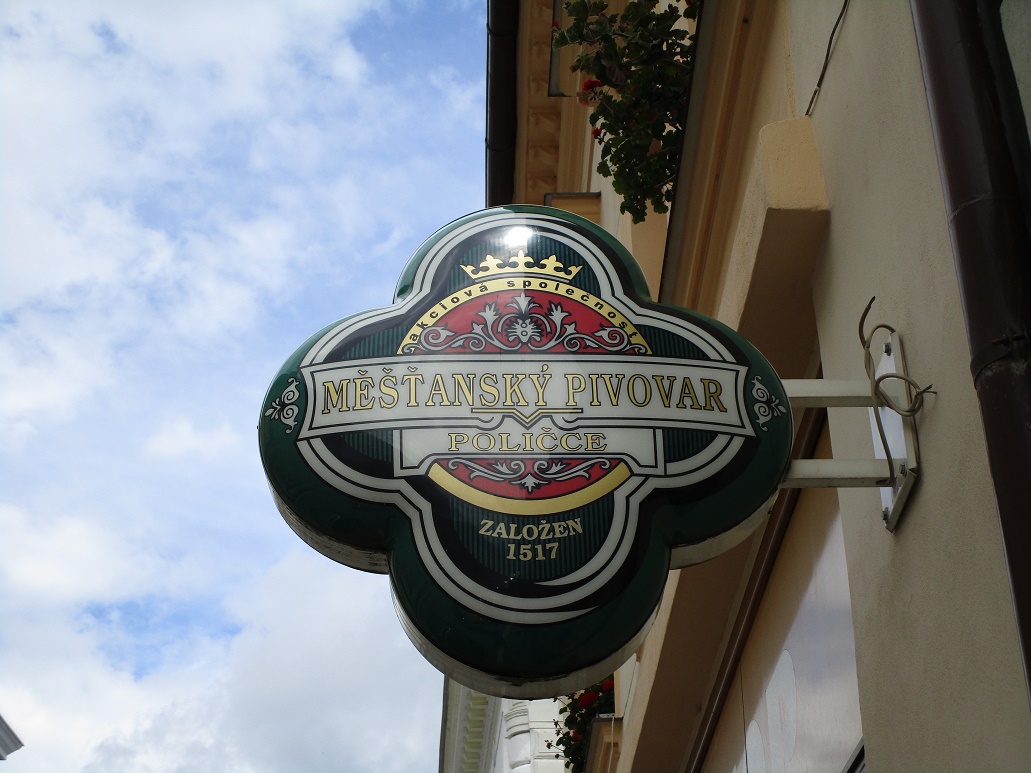 akciová společnost
MĚŠŤANSKÝ PIVOVAR
POLIČCE
ZALOŽEN
1517